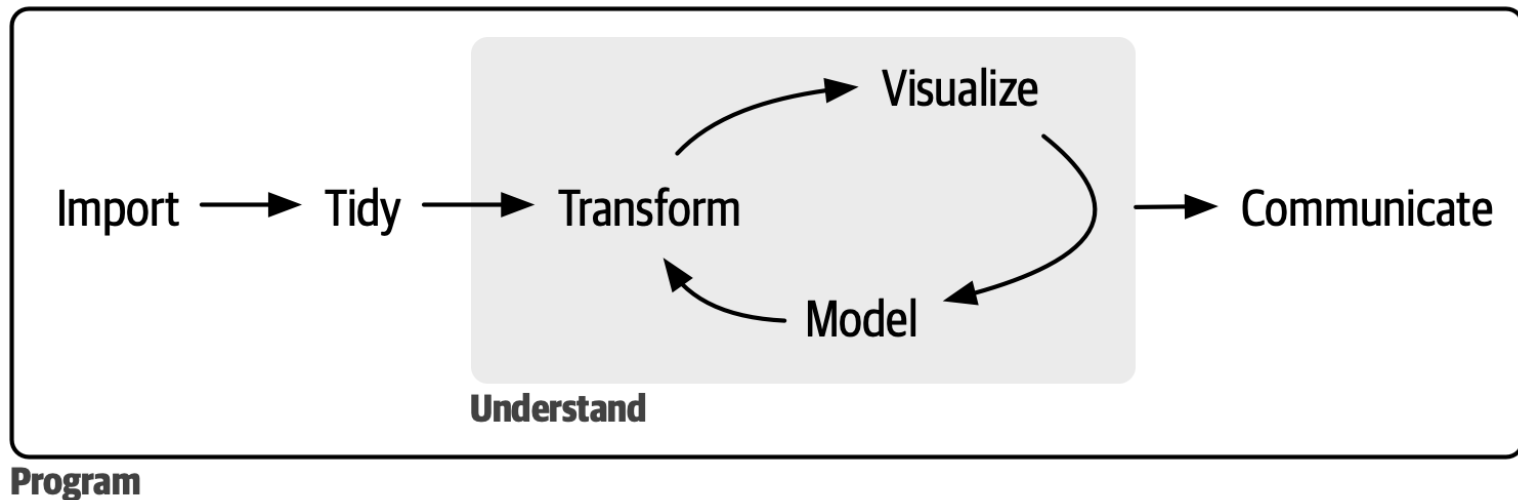 Visualize
Import
Tidy
Transform
Communicate
Model
Understand
Program